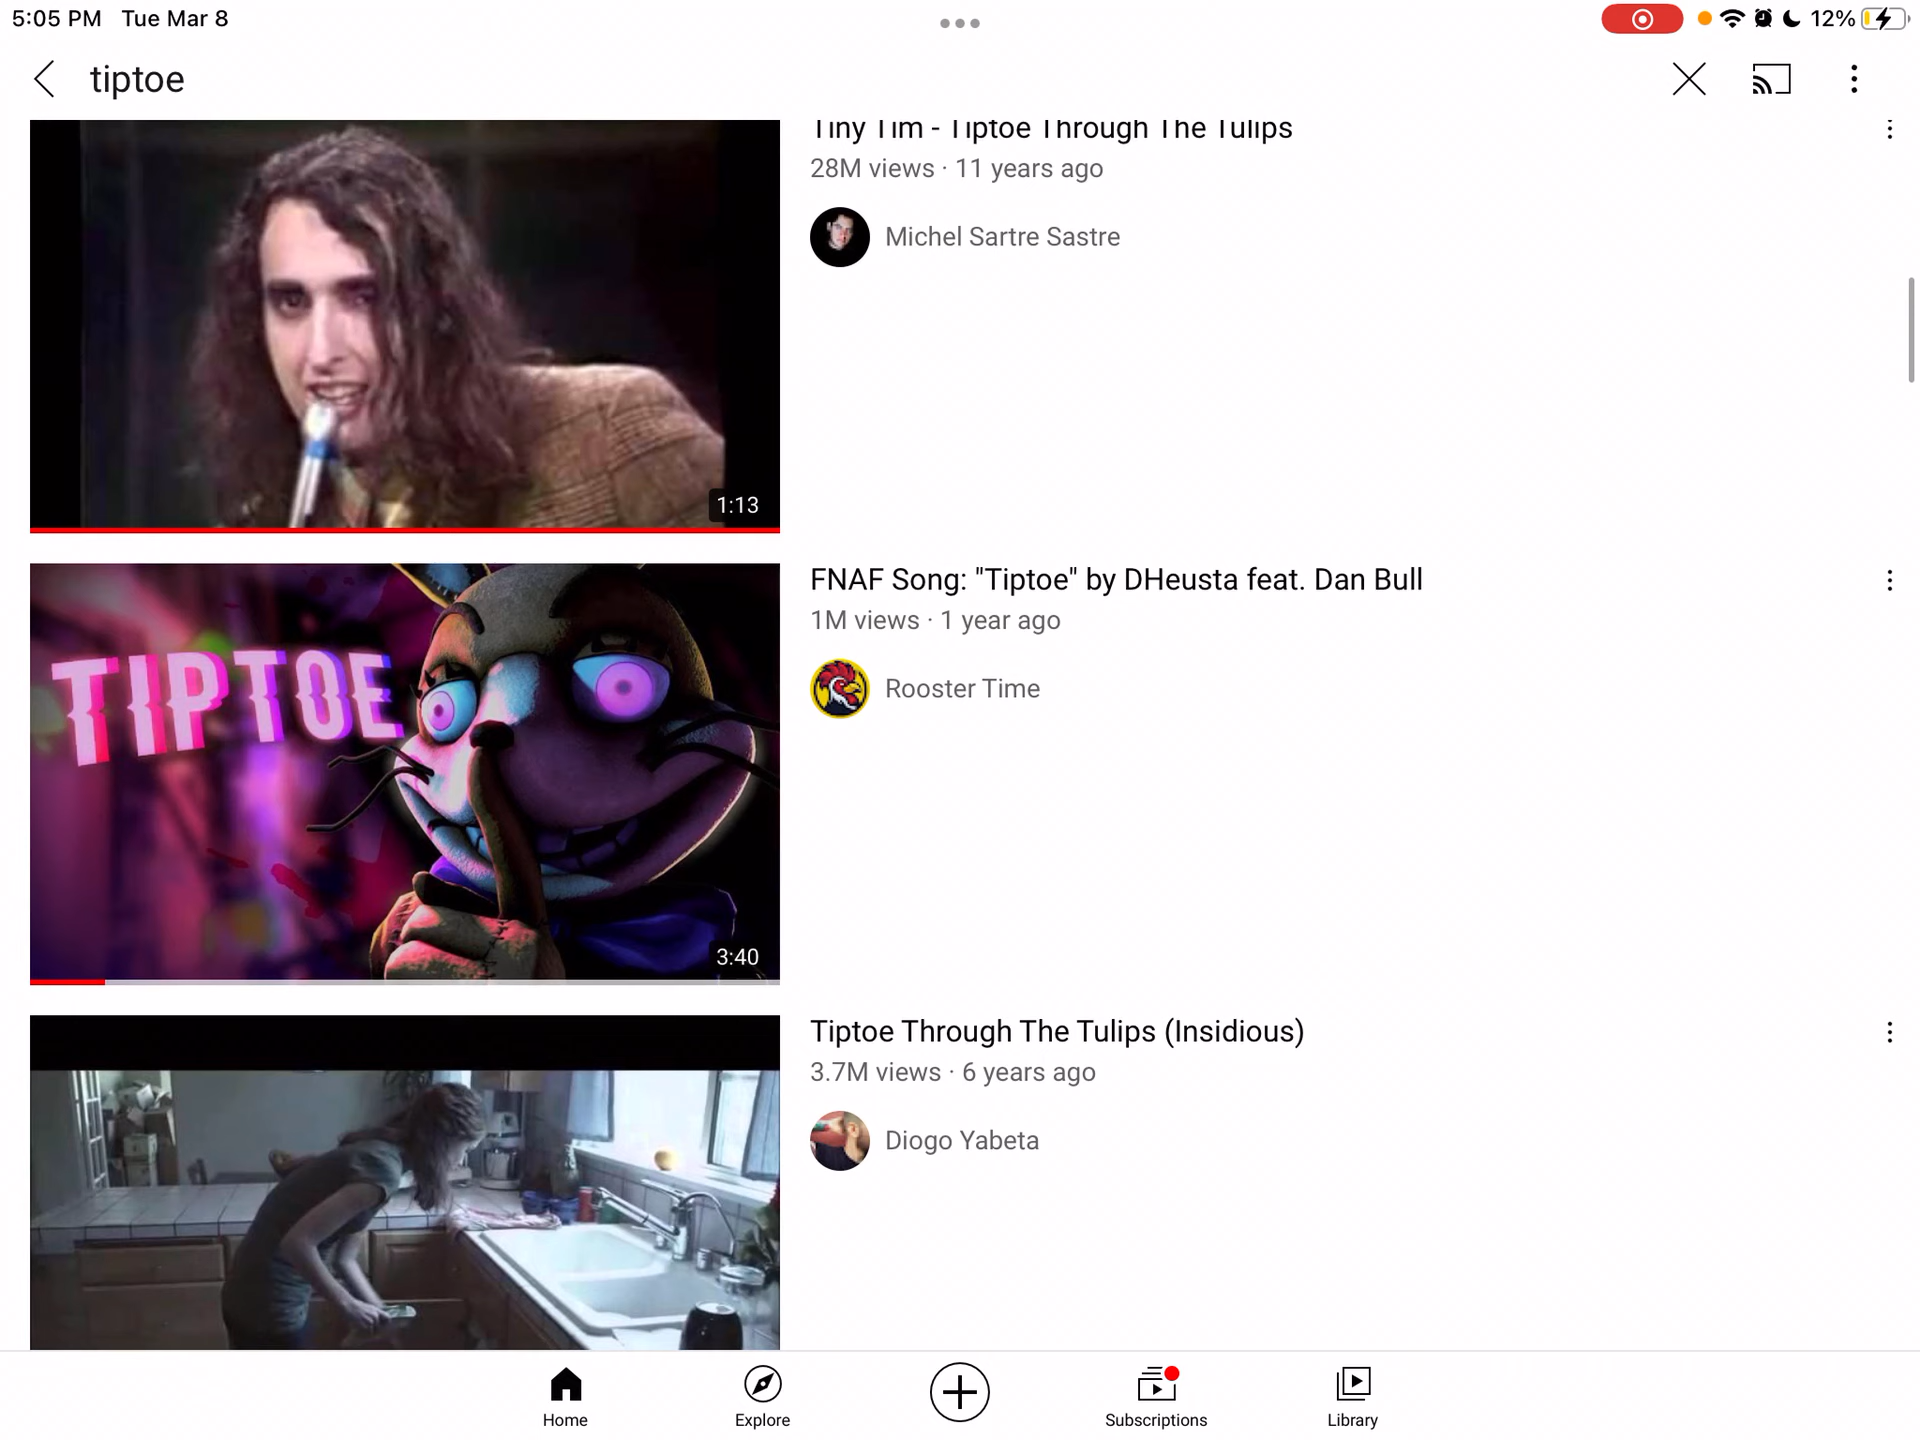 5:05 PM Tue Mar 8
12%
tiptoe
Tiny Tim - Tiptoe Through The Tulips
28M views · 11 years ago
Michel Sartre Sastre
1:13
FNAF Song: "Tiptoe" by DHeusta feat. Dan Bull
1M views · 1 year ago
Rooster Time
TIPTOE
3:40
Tiptoe Through The Tulips (Insidious)
3.7M views · 6 years ago
Diogo Yabeta
Home
Explore
Subscriptions
Library